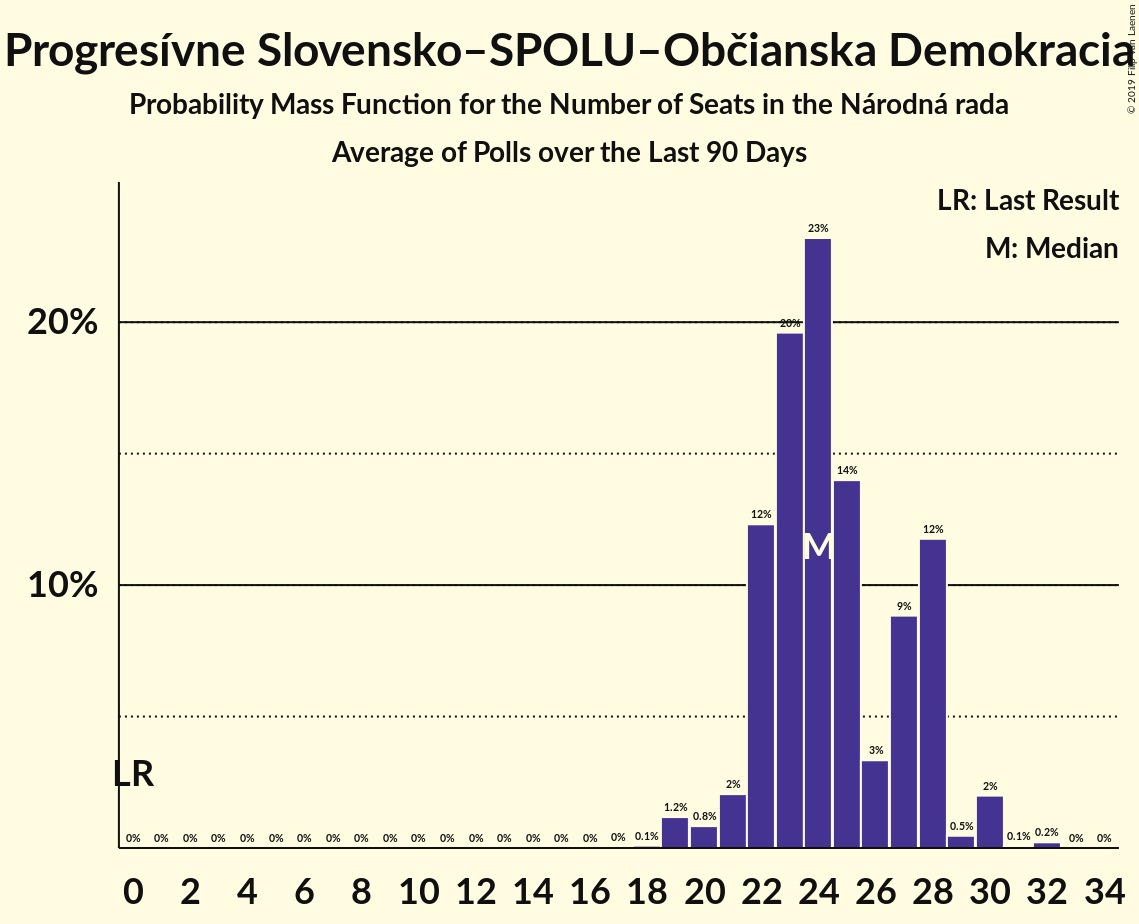 Progresívne Slovensko–SPOLU–Občianska Demokracia
© 2019 Filip van Laenen
Probability Mass Function for the Number of Seats in the Národná rada
Average of Polls over the Last 90 Days
LR: Last Result
M: Median
23%
20%
20%
14%
12%
12%
M
10%
9%
3%
LR
2%
2%
1.2%
0.8%
0.5%
0% 0% 0% 0% 0% 0% 0% 0% 0% 0% 0% 0% 0% 0% 0% 0% 0% 0% 0.1% 0.1% 0.2% 0% 0%
0 2 4 6 8 10 12 14 16 18 20 22 24 26 28 30 32 34